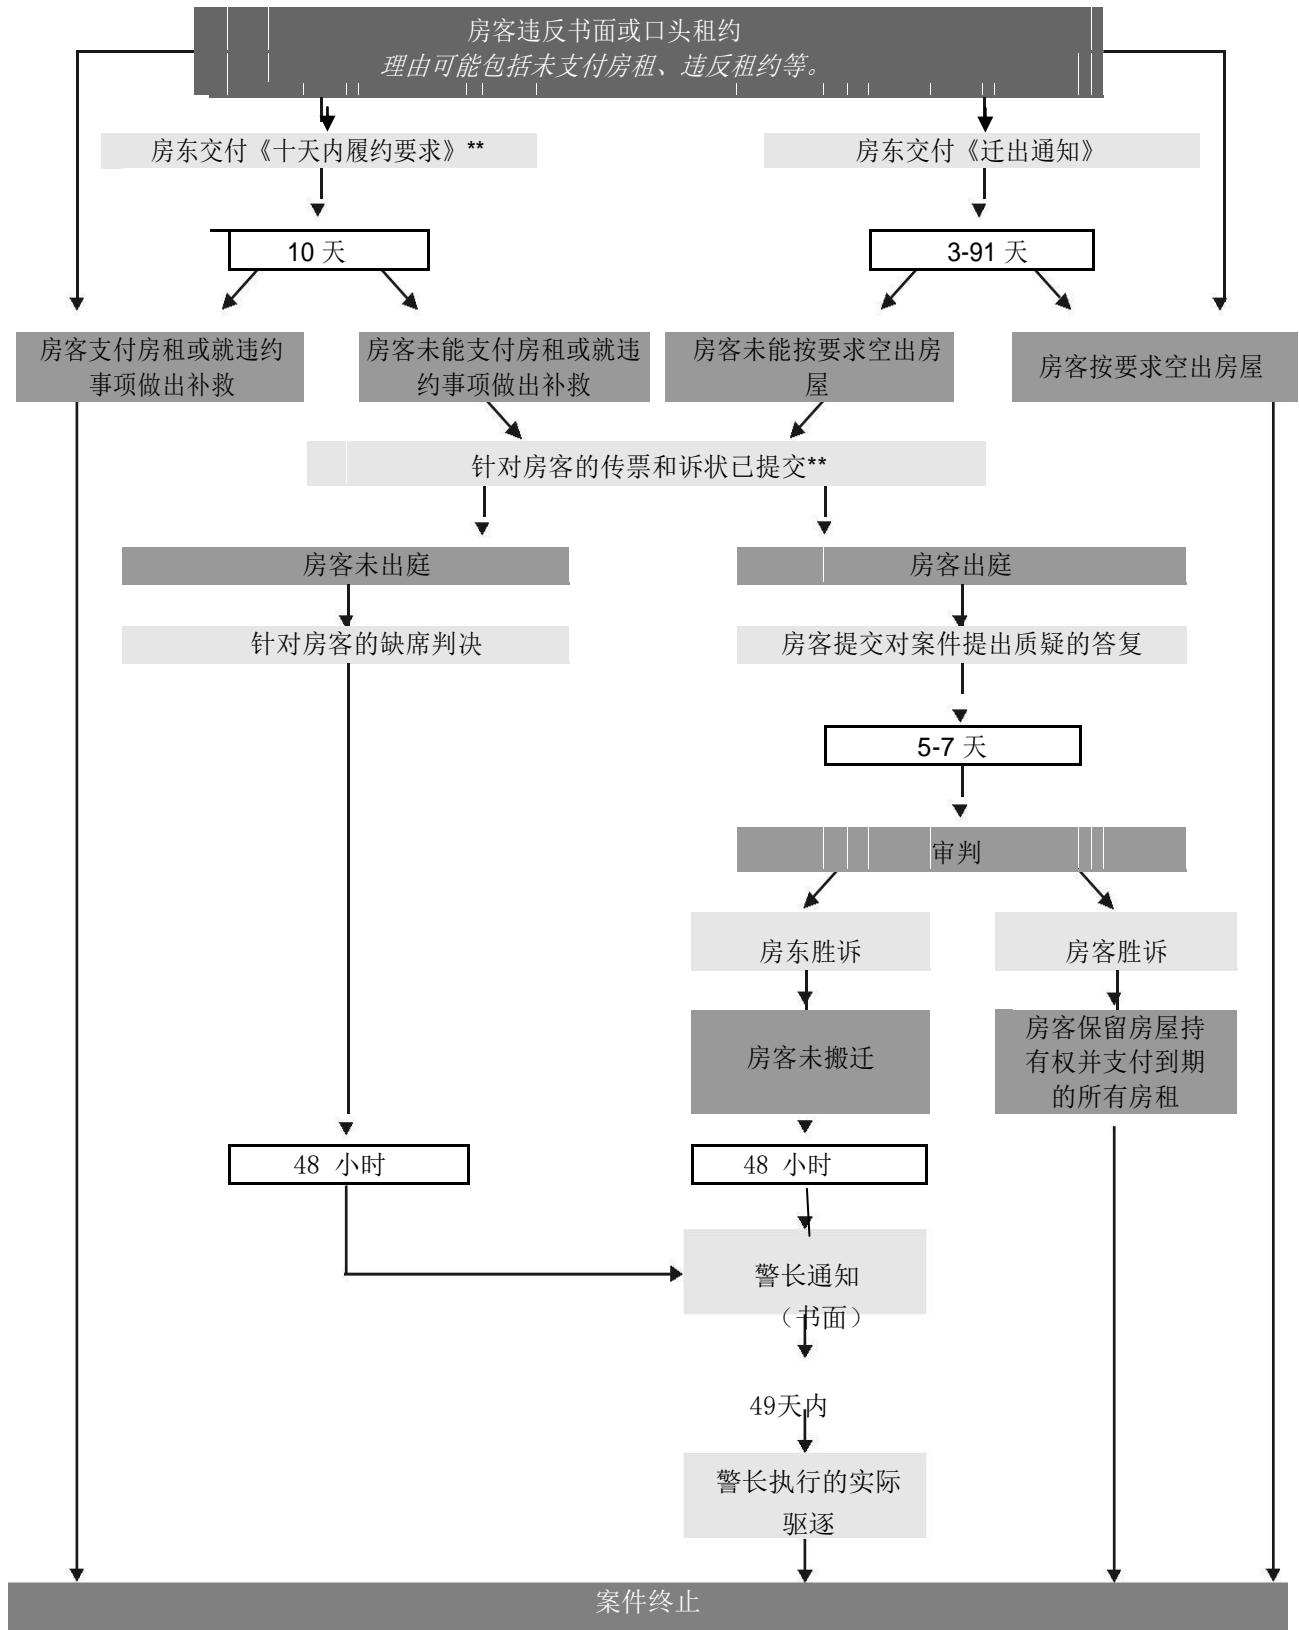 房客违反书面或口头租约
理由可能包括未支付房租、违反租约等。
房东交付《十天内履约要求》**
房东交付《迁出通知》
10 天
3-91 天
房客支付房租或就违约
事项做出补救
房客未能支付房租或就违
约事项做出补救
房客未能按要求空出房
屋
房客按要求空出房屋
针对房客的传票和诉状已提交**
房客未出庭
房客出庭
针对房客的缺席判决
房客提交对案件提出质疑的答复
5-7 天
审判
房东胜诉
房客胜诉
房客未搬迁
房客保留房屋持
有权并支付到期
的所有房租
48 小时
48 小时
警长通知
（书面）
49天内
警长执行的实际
驱逐
案件终止